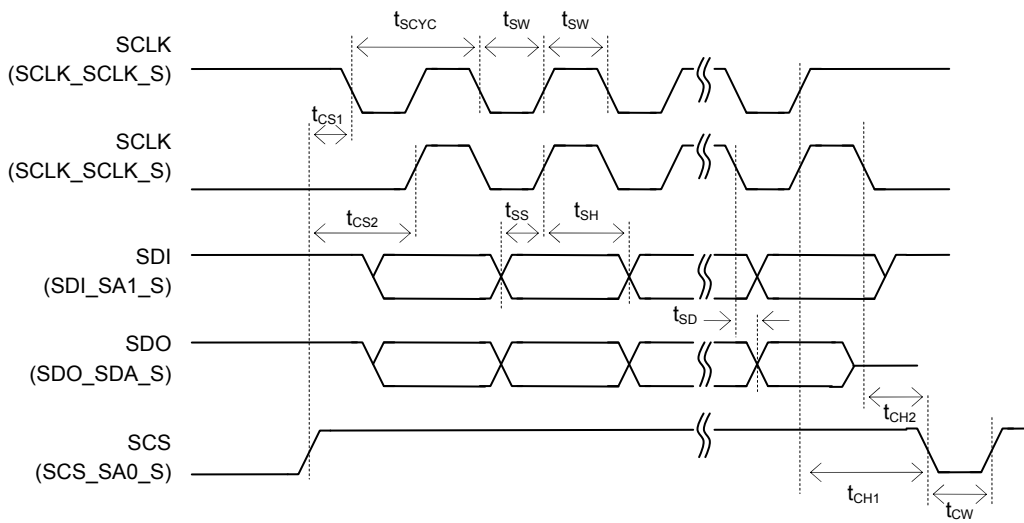 tSCYC tSW tSW
SCLK
(SCLK_SCLK_S)
tCS1
SCLK
(SCLK_SCLK_S)
tCS2 tSS tSH
SDI
(SDI_SA1_S)
tSD
SDO
(SDO_SDA_S)
tCH2
SCS
(SCS_SA0_S)
tCH1 tCW